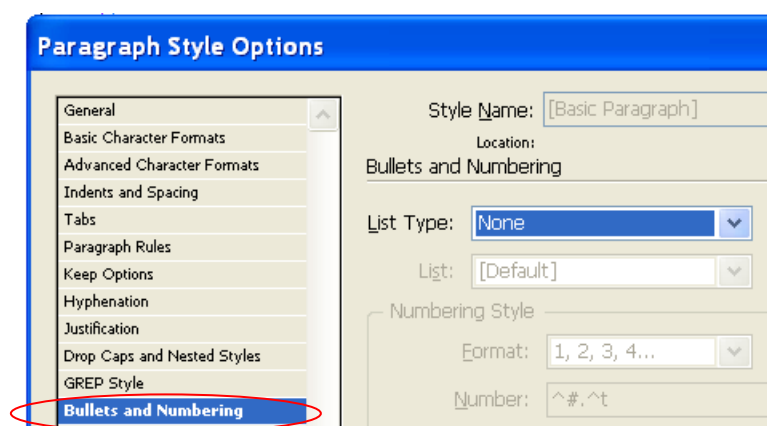 Paragraph Style Options
General
Basic Character Formats
Advanced Character Formats
Indents and Spacing
Tabs
Paragraph Rules
Keep Options
Hyphenation
Justification
Drop Caps and Nested Styles
GREP Style
Bullets and Numbering
Style Name: [Basic Paragraph]
Location:
Bullets and Numbering
List Type: None
List: [Default]
Numbering Style
Format: 1, 2, 3, 4...
Number: ^#.^t